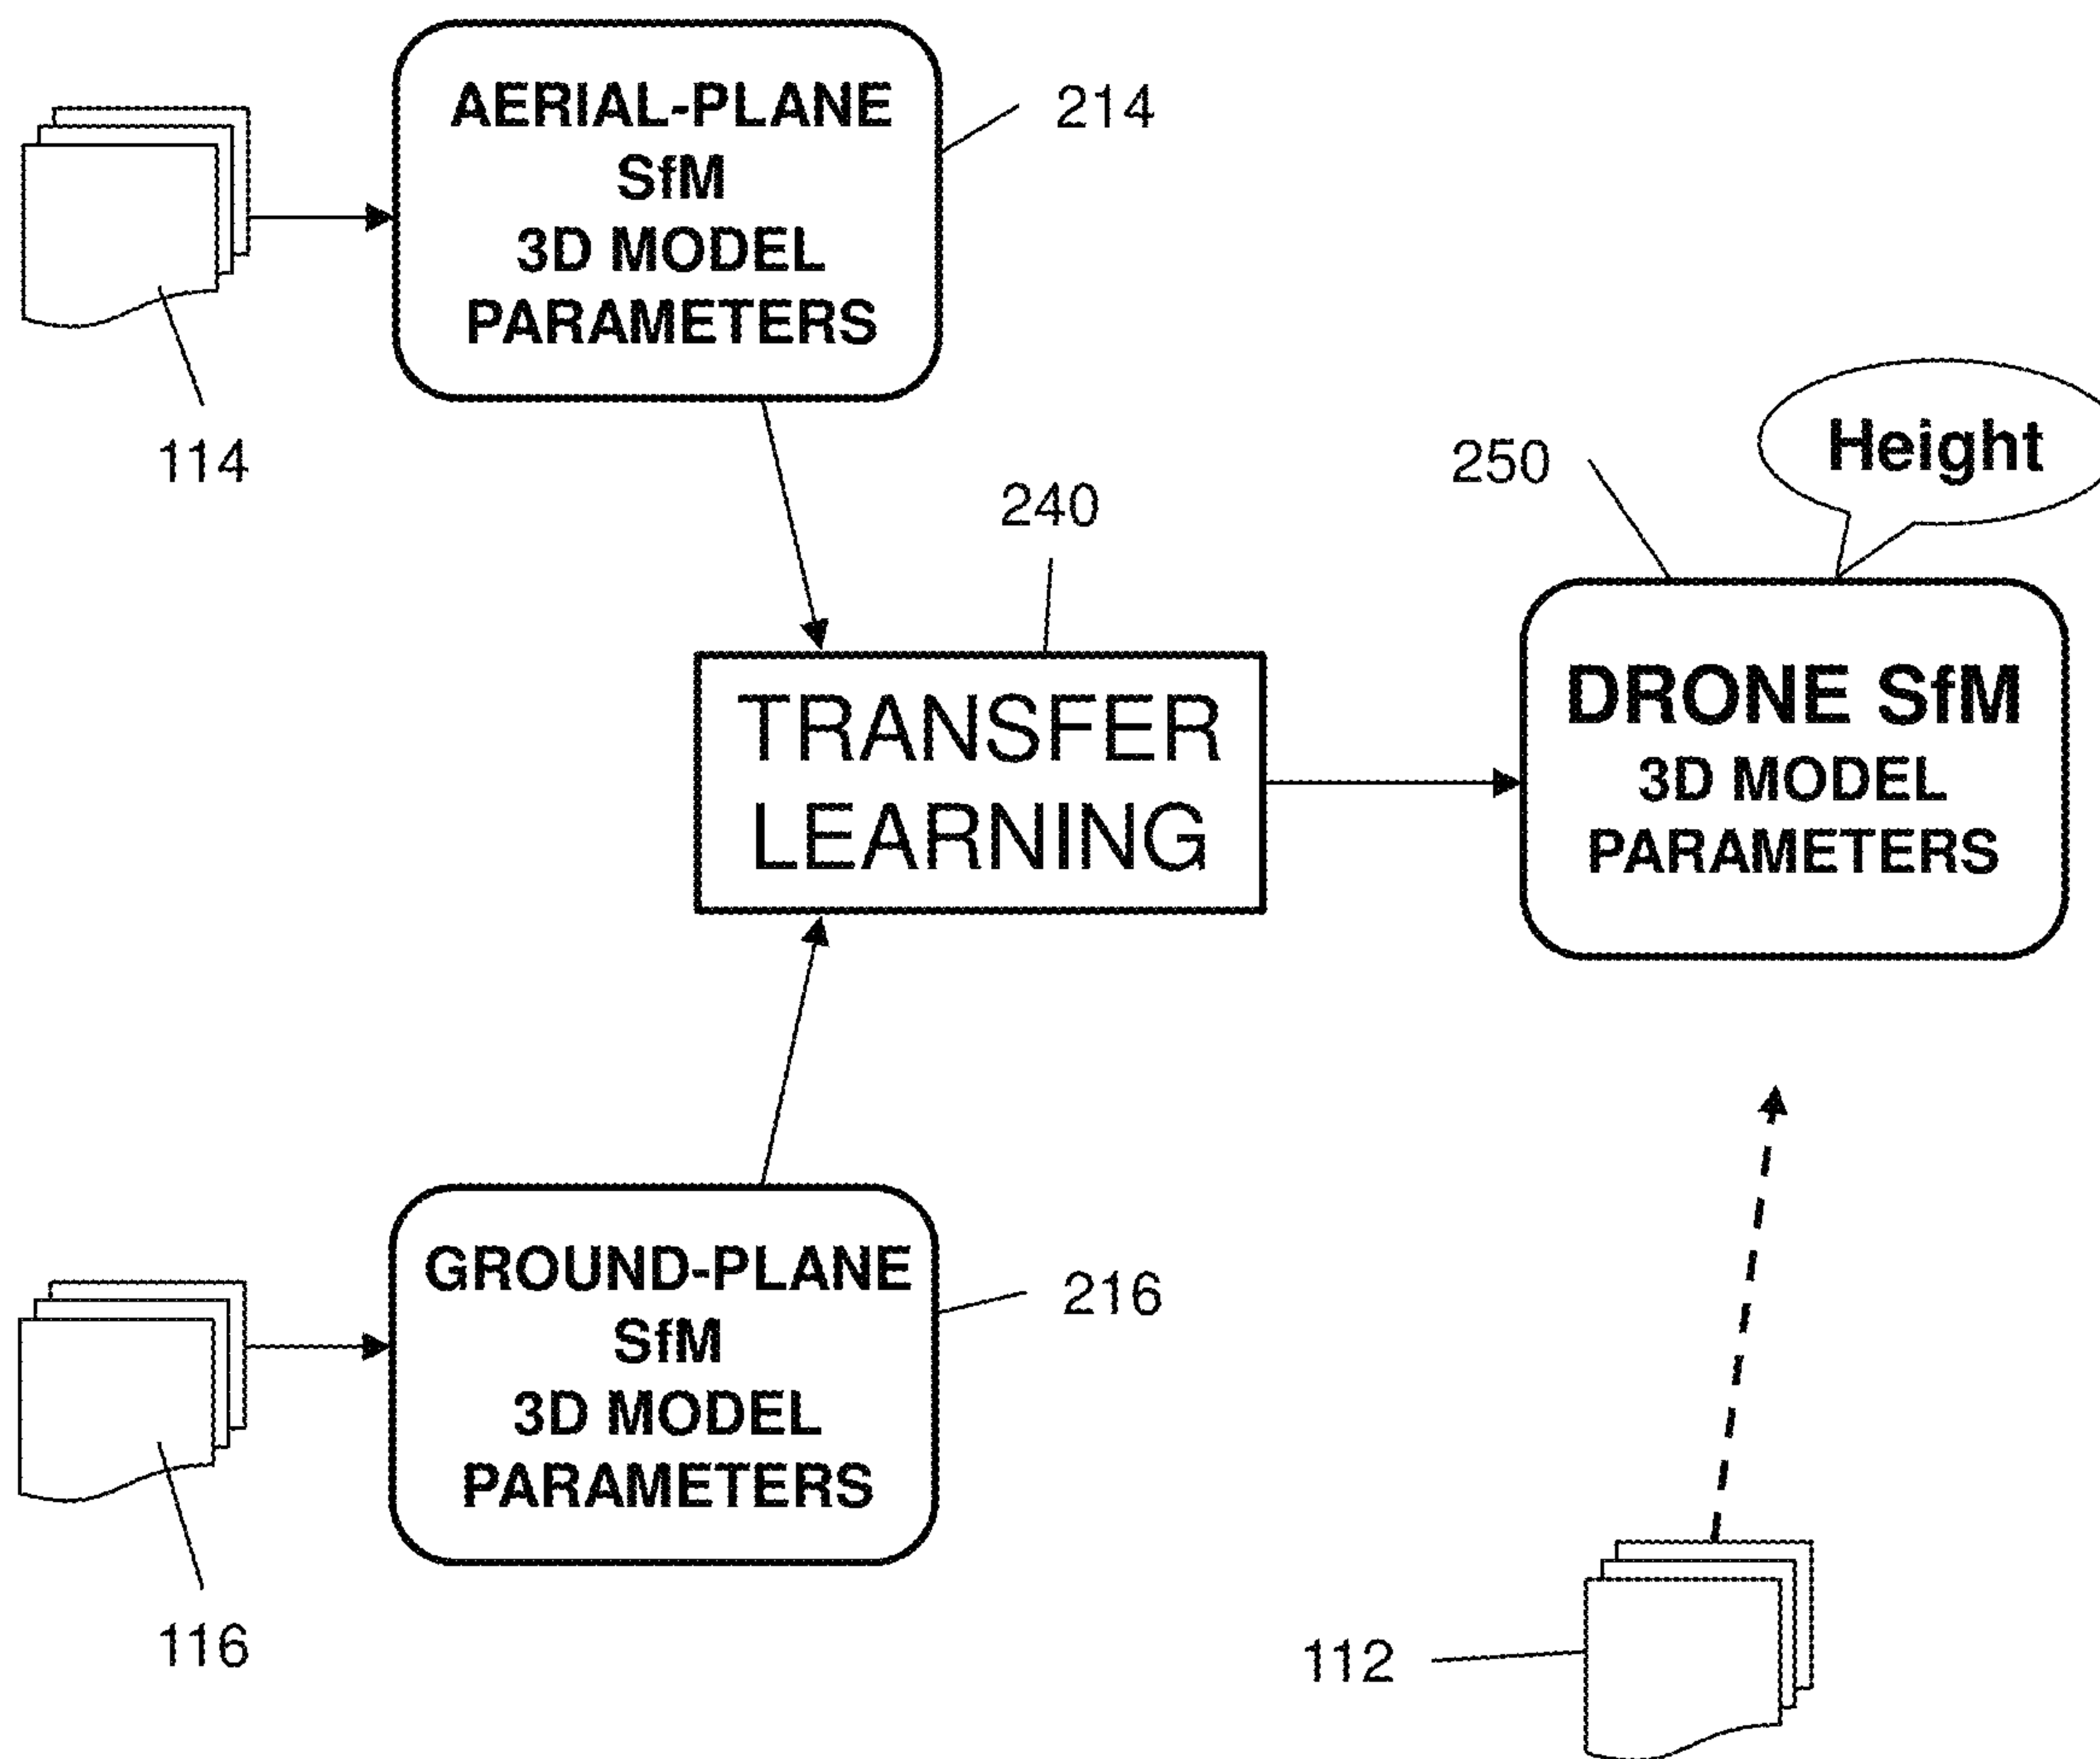 AERIAL-PLANE
SfM
3D MODEL
PARAMETERS
214
114
240
250
Height
TRANSFER
LEARNING
DRONE SfM
3D MODEL
PARAMETERS
GROUND-PLANE
SfM
3D MODEL
PARAMETERS
216
116
112